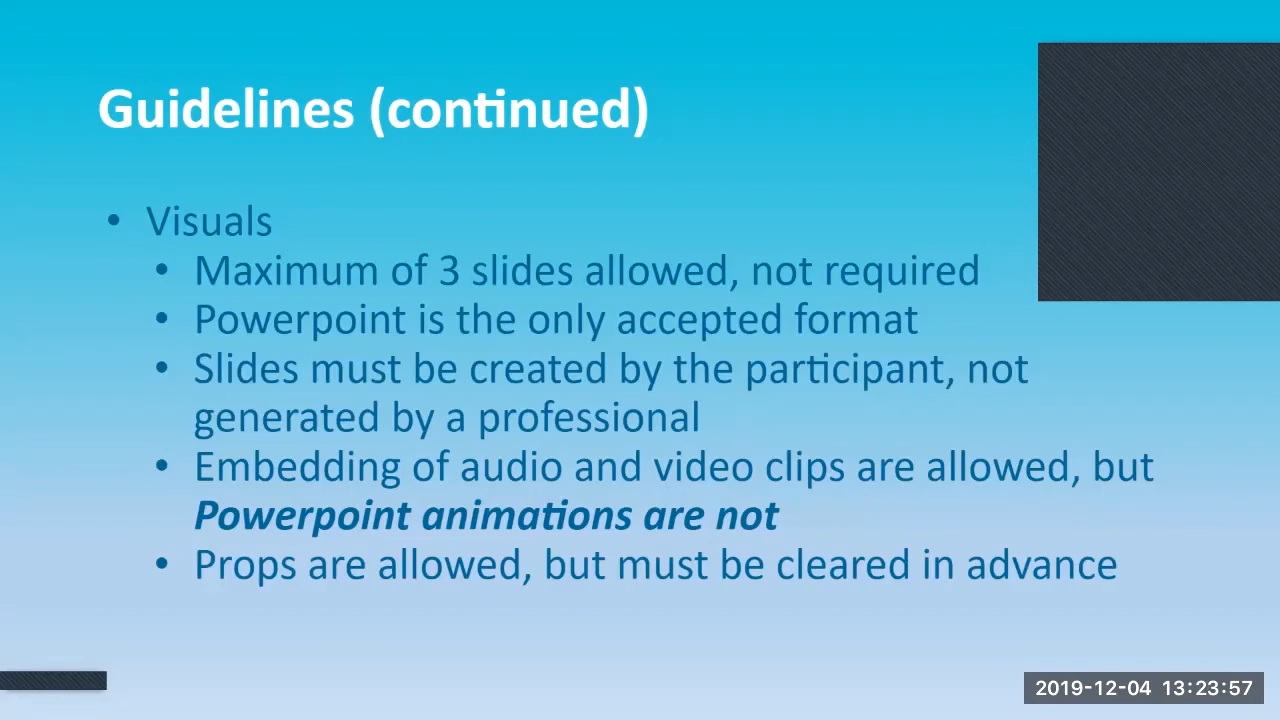 Guidelines (continued)
• Visuals
• Maximum of 3 slides allowed, not required
• Powerpoint is the only accepted format
• Slides must be created by the participant, not
generated by a professional
• Embedding of audio and video clips are allowed, but
Powerpoint animations are not
• Props are allowed, but must be cleared in advance
2019-12-04 13:23:57